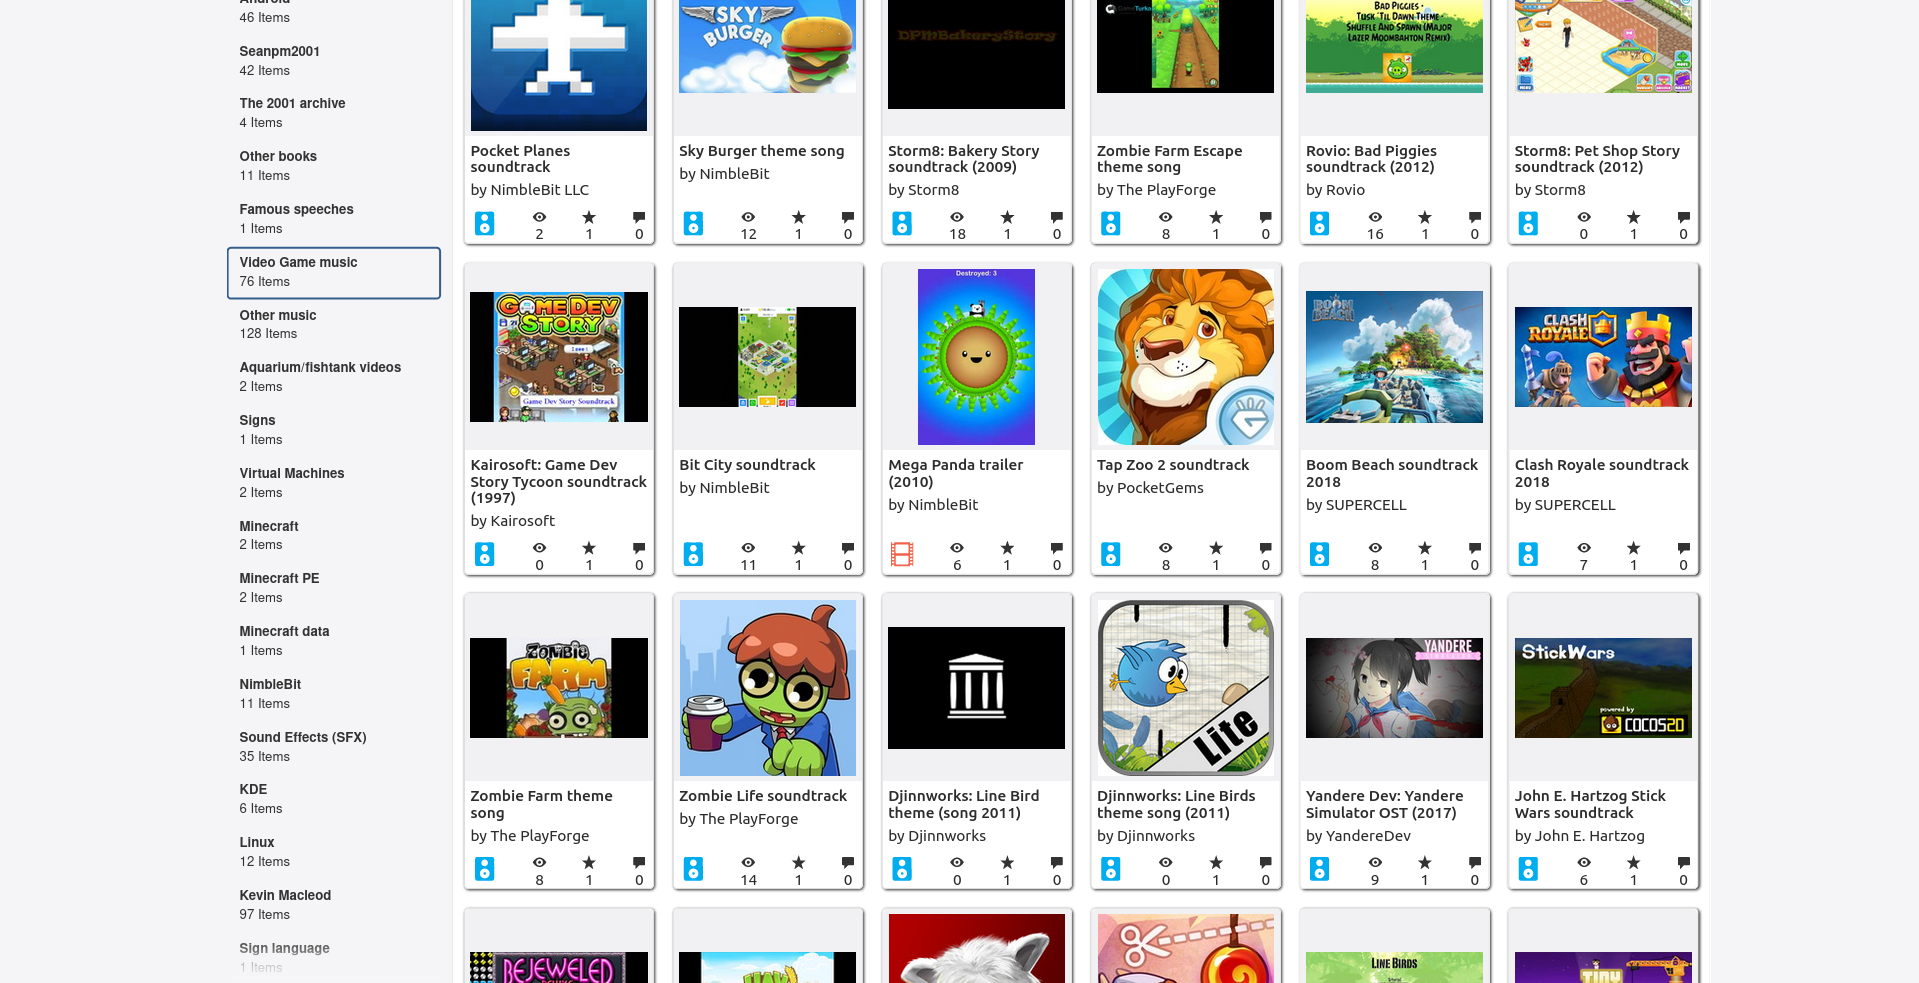 Android
46 Items
Seanpm2001
42 Items
The 2001 archive
4 Items
Other books
11 Items
Famous speeches
1 Items
Video Game music
76 Items
Other music
128 Items
Aquarium/fishtank videos
2 Items
Signs
1 Items
Virtual Machines
2 Items
Minecraft
2 Items
Minecraft PE
2 Items
Minecraft data
1 Items
NimbleBit
11 Items
Sound Effects (SFX)
35 Items
KDE
6 Items
Linux
12 Items
Kevin Macleod
97 Items
Sign language
1 Items
SKY
BURGER
DPMBakeryStory
BAD PIGGIES -
TUSK 'TIL DAWN THEME
SHUFFLE AND SPAWN (MAJOR
LAZER MOOMBAHTON REMIX)
Pocket Planes
soundtrack
by NimbleBit LLC
2 1 0
Sky Burger theme song
by NimbleBit
12 1 0
Storm8: Bakery Story
soundtrack (2009)
by Storm8
18 1 0
Zombie Farm Escape
theme song
by The PlayForge
8 1 0
Rovio: Bad Piggies
soundtrack (2012)
by Rovio
16 1 0
Storm8: Pet Shop Story
soundtrack (2012)
by Storm8
0 1 0
GAME DEV
STORY
Game Dev Story Soundtrack
Kairosoft: Game Dev
Story Tycoon soundtrack
(1997)
by Kairosoft
0 1 0
Bit City soundtrack
by NimbleBit
11 1 0
Destroyed: 3
Mega Panda trailer
(2010)
by NimbleBit
6 1 0
Tap Zoo 2 soundtrack
by PocketGems
8 1 0
BOOM
BEACH
Boom Beach soundtrack
2018
by SUPERCELL
8 1 0
CLASH
ROYALE
Clash Royale soundtrack
2018
by SUPERCELL
7 1 0
ZOMBIE
FARM
Zombie Farm theme
song
by The PlayForge
8 1 0
Zombie Life soundtrack
by The PlayForge
14 1 0
Djinnworks: Line Bird
theme (song 2011)
by Djinnworks
0 1 0
Lite
Djinnworks: Line Birds
theme song (2011)
by Djinnworks
0 1 0
YANDERE
SIMULATOR
Yandere Dev: Yandere
Simulator OST (2017)
by YandereDev
9 1 0
StickWars
powered by
COCOS2D
John E. Hartzog Stick
Wars soundtrack
by John E. Hartzog
6 1 0
BEJEWELED
HAY
LINE BIRDS
TINY